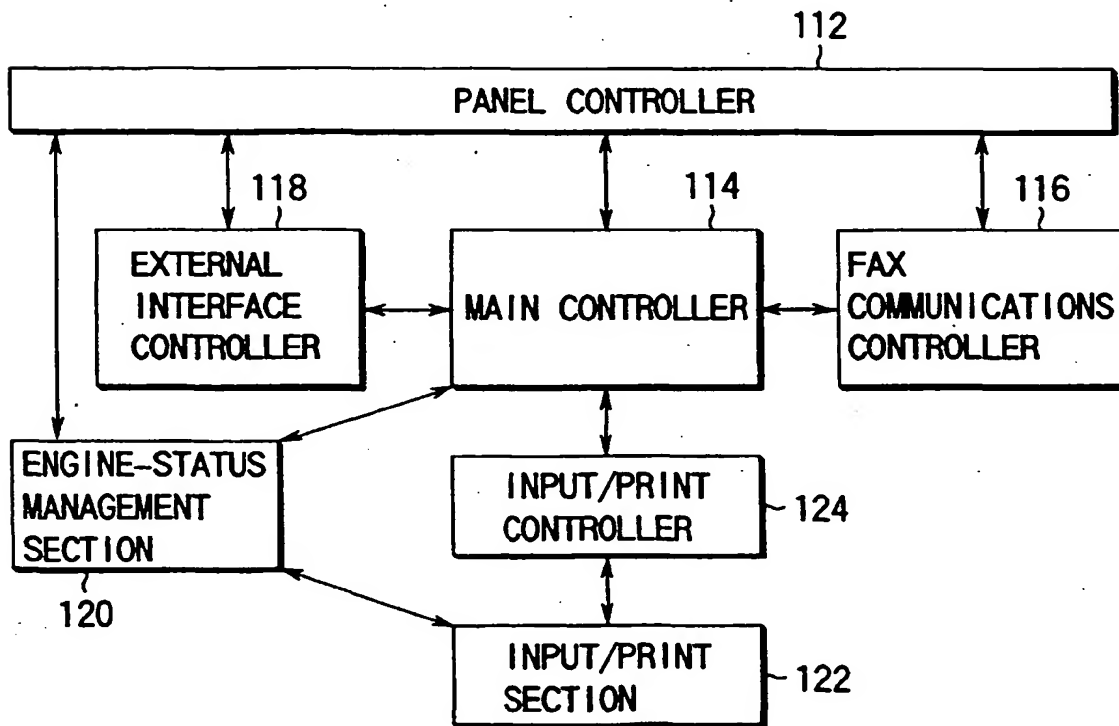 112
PANEL CONTROLLER
118
114
116
EXTERNAL
INTERFACE
CONTROLLER
MAIN CONTROLLER
FAX
COMMUNICATIONS
CONTROLLER
ENGINE-STATUS
MANAGEMENT
SECTION
120
INPUT/PRINT
CONTROLLER
124
INPUT/PRINT
SECTION
122